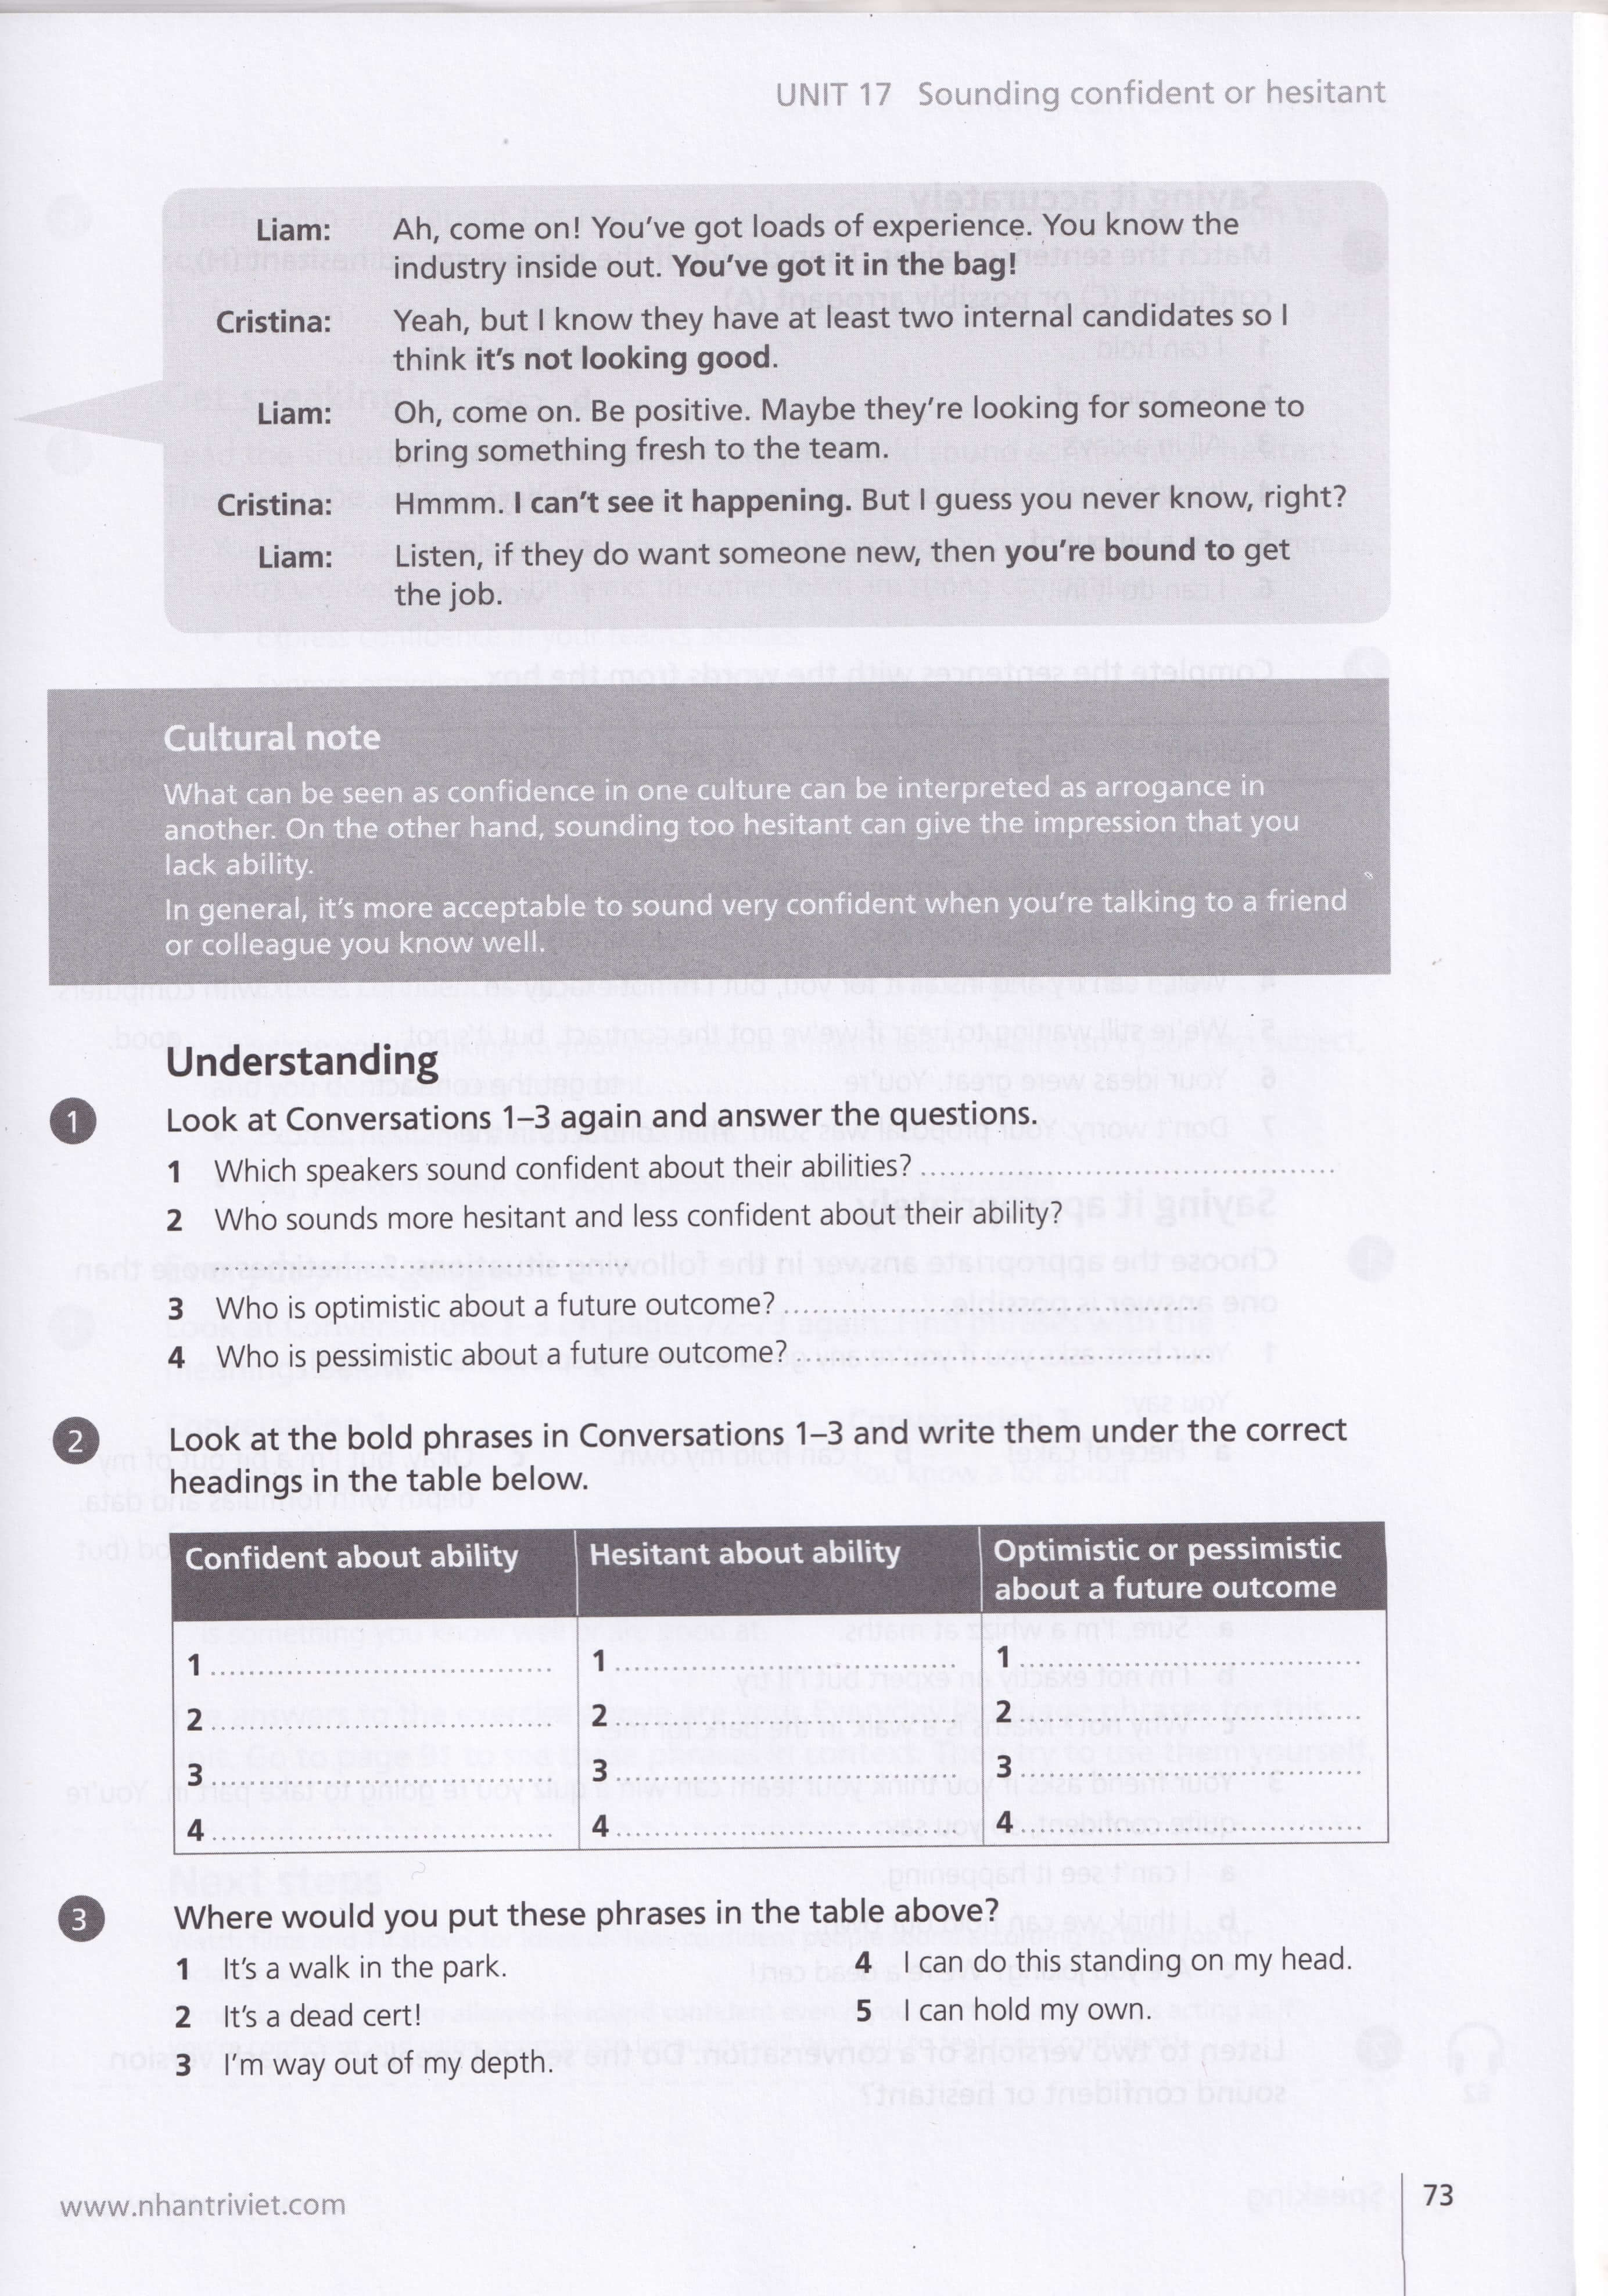 UNIT 17 Sounding confident or hesitant
Liam: Ah, come on! You've got loads of experience. You know the
industry inside out. You've got it in the bag!
Cristina: Yeah, but I know they have at least two internal candidates so I
think it's not looking good.
Liam: Oh, come on. Be positive. Maybe they're looking for someone to
bring something fresh to the team.
Cristina: Hmmm. I can't see it happening. But I guess you never know, right?
Liam: Listen, if they do want someone new, then you're bound to get
the job.
Cultural note
What can be seen as confidence in one culture can be interpreted as arrogance in
another. On the other hand, sounding too hesitant can give the impression that you
lack ability.
In general, it's more acceptable to sound very confident when you're talking to a friend
or colleague you know well.
Understanding
1 Look at Conversations 1–3 again and answer the questions.
1 Which speakers sound confident about their abilities? ..........................................
2 Who sounds more hesitant and less confident about their ability?
..........................................
3 Who is optimistic about a future outcome? ..........................................
4 Who is pessimistic about a future outcome? ..........................................
2 Look at the bold phrases in Conversations 1–3 and write them under the correct
headings in the table below.
Confident about ability Hesitant about ability Optimistic or pessimistic
about a future outcome
1 .................................... 1 .................................... 1 ....................................
2 .................................... 2 .................................... 2 ....................................
3 .................................... 3 .................................... 3 ....................................
4 .................................... 4 .................................... 4 ....................................
3 Where would you put these phrases in the table above?
1 It's a walk in the park. 4 I can do this standing on my head.
2 It's a dead cert! 5 I can hold my own.
3 I'm way out of my depth.
www.nhantriviet.com 73